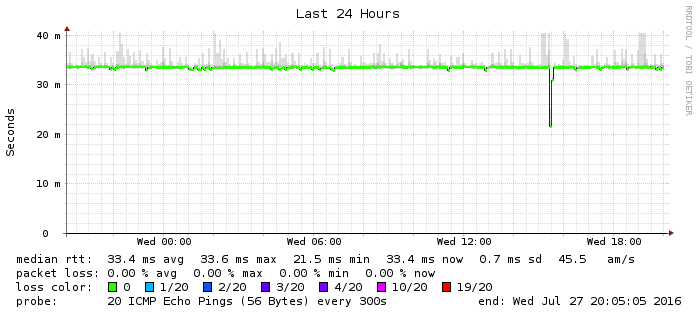 Last 24 Hours
RRDTOOL / TOBI OETIKER
Seconds
40 m
30 m
20 m
10 m
0
Wed 00:00 Wed 06:00 Wed 12:00 Wed 18:00
median rtt: 33.4 ms avg 33.6 ms max 21.5 ms min 33.4 ms now 0.7 ms sd 45.5 am/s
packet loss: 0.00 % avg 0.00 % max 0.00 % min 0.00 % now
loss color: 0 1/20 2/20 3/20 4/20 10/20 19/20
probe: 20 ICMP Echo Pings (56 Bytes) every 300s end: Wed Jul 27 20:05:05 2016